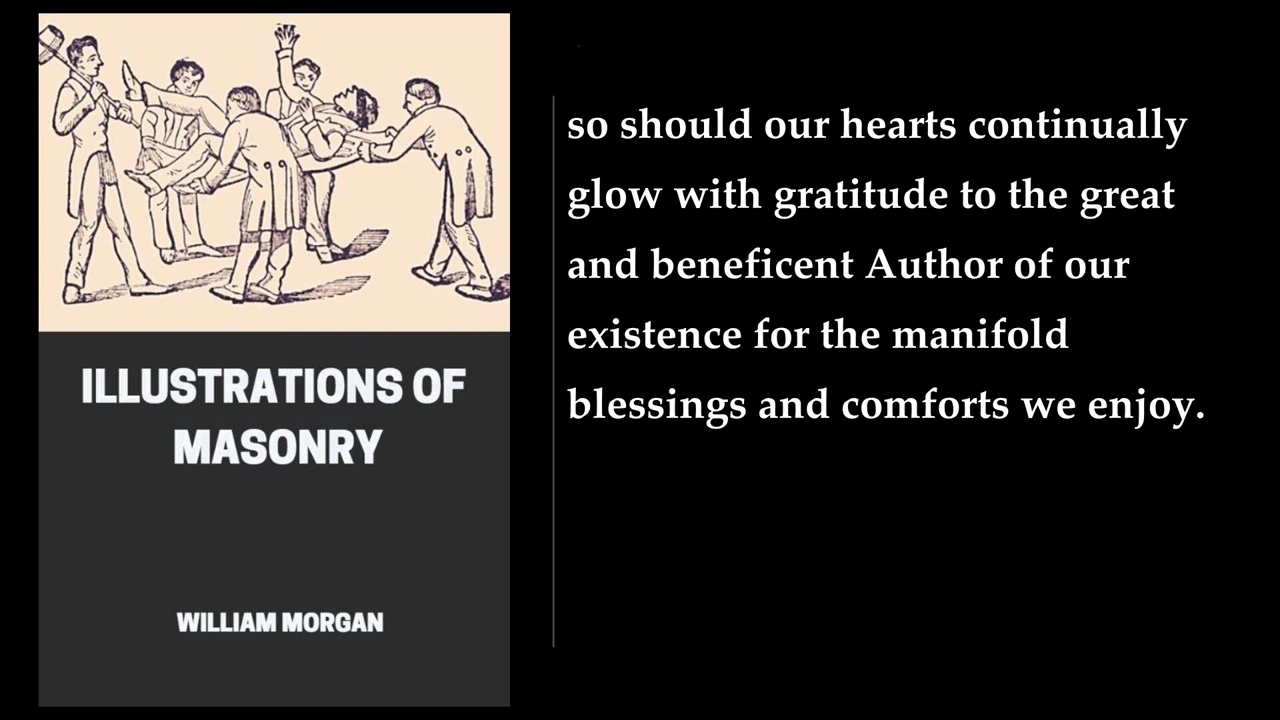 ILLUSTRATIONS OF
MASONRY
WILLIAM MORGAN
so should our hearts continually
glow with gratitude to the great
and beneficent Author of our
existence for the manifold
blessings and comforts we enjoy.